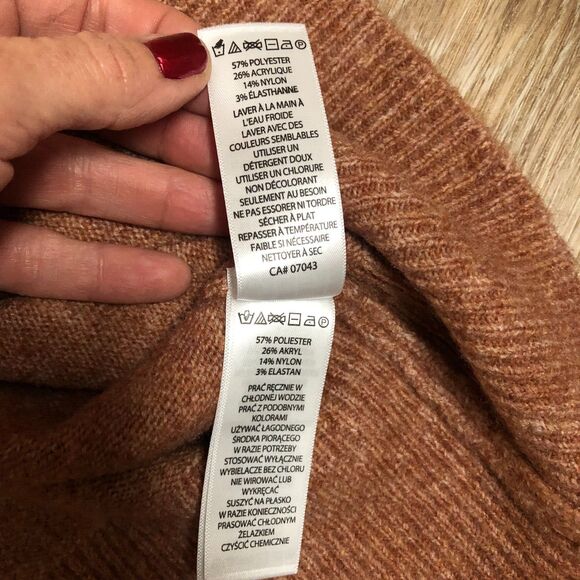 57% POLYESTER
26% ACRYLIQUE
14% NYLON
3% ÉLASTHANNE
LAVER À LA MAIN À
L'EAU FROIDE
LAVER AVEC DES
COULEURS SEMBLABLES
UTILISER UN
DÉTERGENT DOUX
UTILISER UN CHLORURE
NON DÉCOLORANT
SEULEMENT AU BESOIN
NE PAS ESSORER NI TORDRE
SÉCHER À PLAT
REPASSER À TEMPÉRATURE
FAIBLE SI NÉCESSAIRE
NETTOYER À SEC
CA# 07043
57% POLIESTER
26% AKRYL
14% NYLON
3% ELASTAN
PRAĆ RĘCZNIE W
CHŁODNEJ WODZIE
PRAĆ Z PODOBNYMI
KOLORAMI
UŻYWAĆ ŁAGODNEGO
ŚRODKA PIORĄCEGO
W RAZIE POTRZEBY
STOSOWAĆ WYŁĄCZNIE
WYBIELACZE BEZ CHLORU
NIE WIROWAĆ LUB
WYKRĘCAĆ
SUSZYĆ NA PŁASKO
W RAZIE KONIECZNOŚCI
PRASOWAĆ CHŁODNYM
ŻELAZKIEM
CZYŚCIĆ CHEMICZNIE